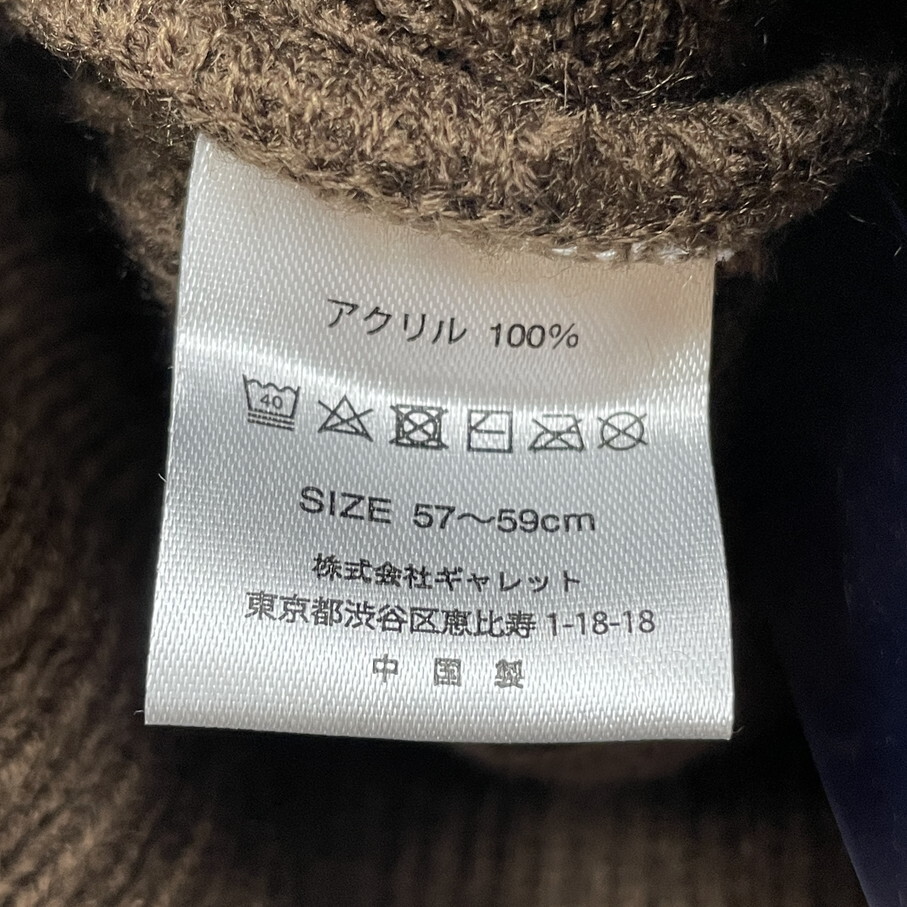 アクリル 100%
40
SIZE 57〜59cm
株式会社ギャレット
東京都渋谷区恵比寿 1-18-18
中 国 製